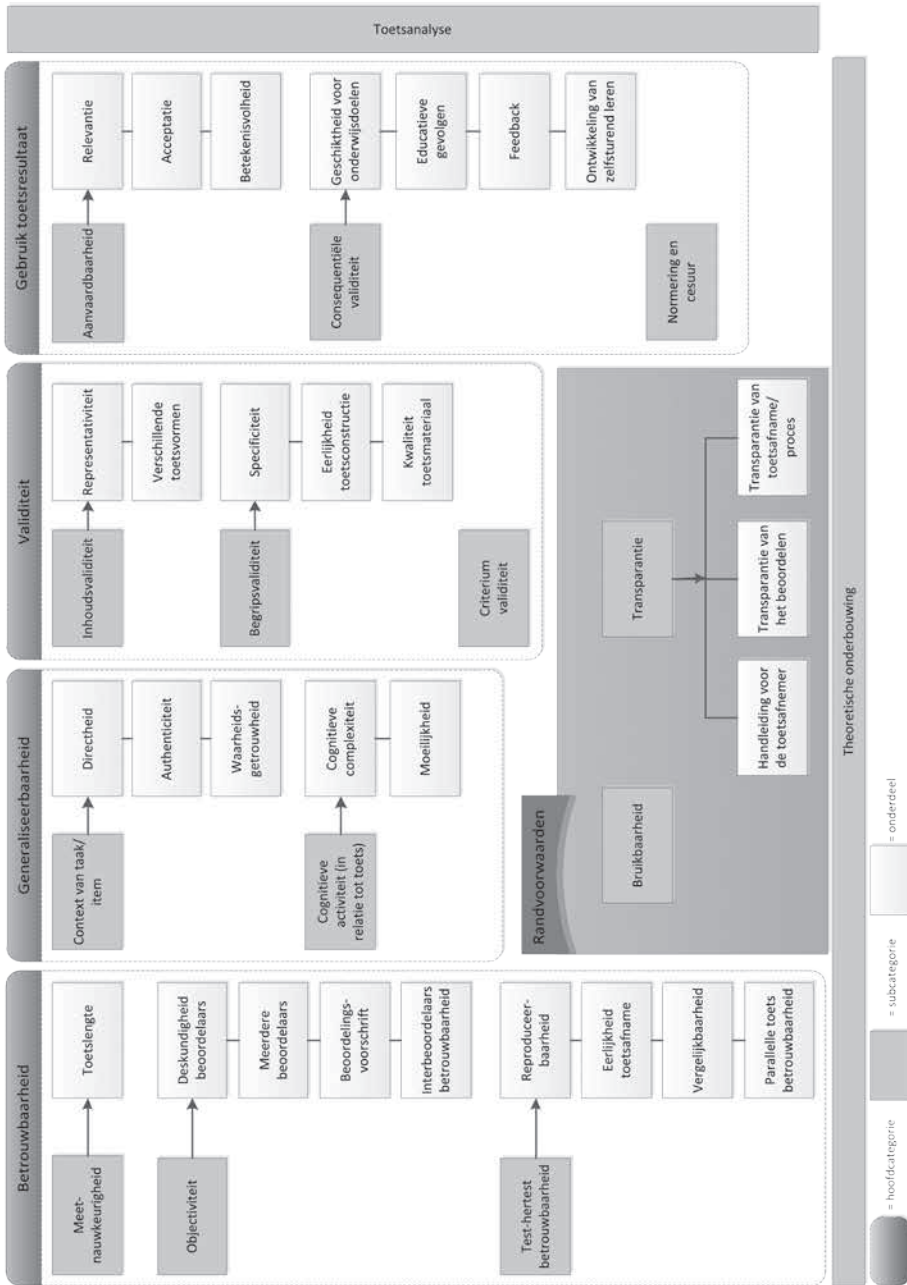 Betrouwbaarheid
Meet-
nauwkeurigheid
Toetslengte
Objectiviteit
Deskundigheid
beoordelaars
Meerdere
beoordelaars
Beoordelings-
voorschrift
Interbeoordelaars
betrouwbaarheid
Test-hertest
betrouwbaarheid
Reproduceer-
baarheid
Eerlijkheid
toetsafname
Vergelijkbaarheid
Parallelle toets
betrouwbaarheid
Generaliseerbaarheid
Context van taak/
item
Directheid
Authenticiteit
Waarheids-
getrouwheid
Cognitieve
activiteit (in
relatie tot toets)
Cognitieve
complexiteit
Moeilijkheid
Validiteit
Inhoudsvaliditeit
Representativiteit
Verschillende
toetsvormen
Begripsvaliditeit
Specificiteit
Eerlijkheid
toetsconstructie
Kwaliteit
toetsmateriaal
Criterium
validiteit
Gebruik toetsresultaat
Aanvaardbaarheid
Relevantie
Acceptatie
Betekenisvolheid
Consequentiële
validiteit
Geschiktheid voor
onderwijsdoelen
Educatieve
gevolgen
Feedback
Ontwikkeling van
zelfsturend leren
Normering en
cesuur
Toetsanalyse
Randvoorwaarden
Bruikbaarheid
Transparantie
Handleiding voor
de toetsafnemer
Transparantie van
het beoordelen
Transparantie van
toetsafname/
proces
Theoretische onderbouwing
= hoofdcategorie
= subcategorie
= onderdeel